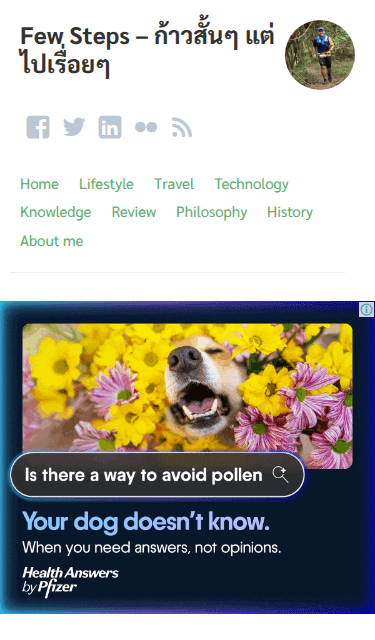 Few Steps – ก้าวสั้นๆ แต่
ไปเรื่อยๆ
Home Lifestyle Travel Technology
Knowledge Review Philosophy History
About me
Is there a way to avoid pollen
Your dog doesn't know.
When you need answers, not opinions.
Health Answers
by Pfizer